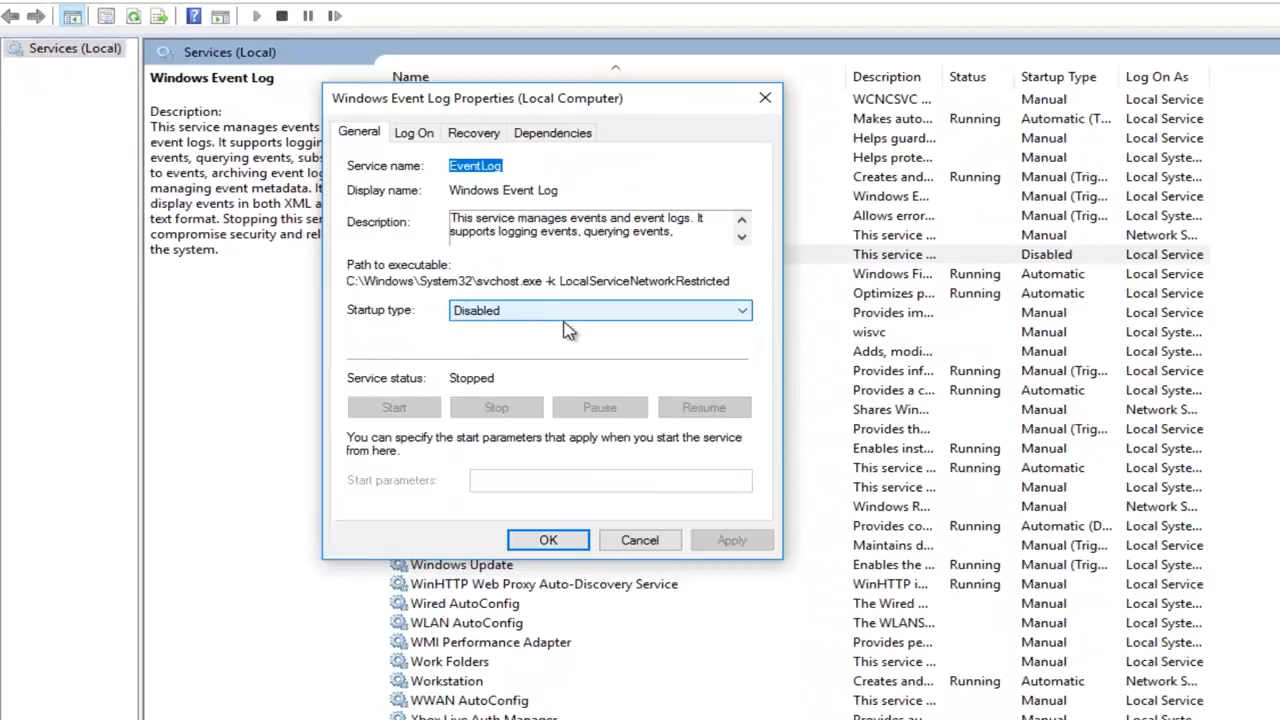 Services (Local)
Services (Local)
Windows Event Log
Description:
This service manages events
event logs. It supports loggin
events, querying events, sub
to events, archiving event log
managing event metadata. It
display events in both XML a
text format. Stopping this ser
compromise security and rel
the system.
Windows Event Log Properties (Local Computer)
General Log On Recovery Dependencies
Service name: EventLog
Display name: Windows Event Log
Description: This service manages events and event logs. It
supports logging events, querying events,
Path to executable:
C:\Windows\System32\svchost.exe -k LocalServiceNetworkRestricted
Startup type: Disabled
Service status: Stopped
Start Stop Pause Resume
You can specify the start parameters that apply when you start the service
from here.
Start parameters:
OK Cancel Apply
Name Description Status Startup Type Log On As
WCNCSVC ... Manual Local Service
Makes auto... Running Automatic (T... Local Service
Helps guard... Manual Local Service
Helps prote... Manual Local Service
Creates and... Running Manual (Trig... Local Service
Windows E... Manual (Trig... Local Service
Allows error... Manual (Trig... Local Syste...
This service ... Manual Network S...
This service ... Disabled Local Service
Windows Fi... Running Automatic Local Service
Optimizes p... Running Automatic Local Service
Provides im... Manual Local Service
wisvc Manual Local Syste...
Adds, modi... Manual Local Syste...
Provides inf... Running Manual (Trig... Local Syste...
Provides a c... Running Automatic Local Syste...
Shares Win... Manual Network S...
Provides th... Manual (Trig... Local Syste...
Enables inst... Running Manual (Trig... Local Syste...
This service ... Running Automatic Local Syste...
This service ... Manual Local Syste...
Windows R... Manual Network S...
Provides co... Running Automatic (D... Local Syste...
Maintains d... Manual (Trig... Local Service
Windows Update Enables the ... Running Manual (Trig... Local Syste...
WinHTTP Web Proxy Auto-Discovery Service WinHTTP i... Running Manual Local Service
Wired AutoConfig The Wired ... Manual Local Syste...
WLAN AutoConfig The WLANS... Manual Local Syste...
WMI Performance Adapter Provides pe... Manual Local Syste...
Work Folders This service ... Manual Local Service
Workstation Creates and... Running Automatic Network S...
WWAN AutoConfig This service ... Manual Local Service
Xbox Live Auth Manager Provides au... Manual Local Syste...